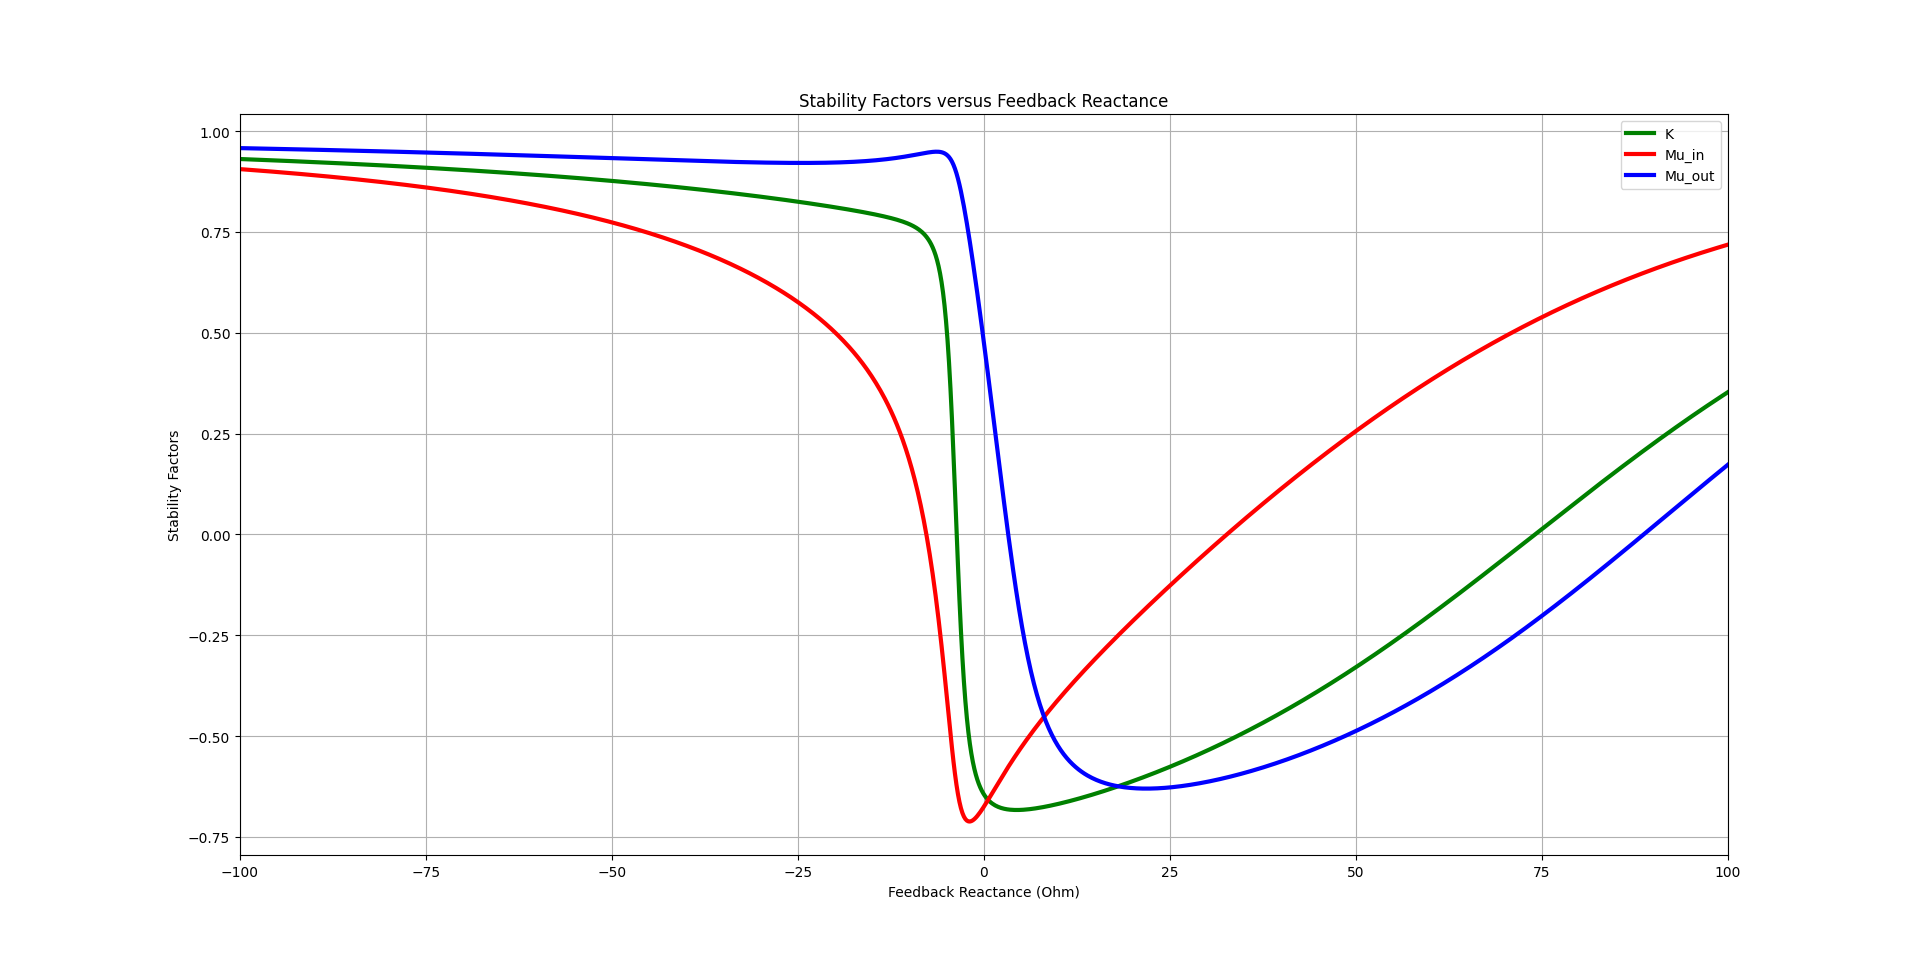 Stability Factors versus Feedback Reactance
K
Mu_in
Mu_out
1.00
0.75
0.50
0.25
0.00
−0.25
−0.50
−0.75
Stability Factors
−100
−75
−50
−25
0
25
50
75
100
Feedback Reactance (Ohm)